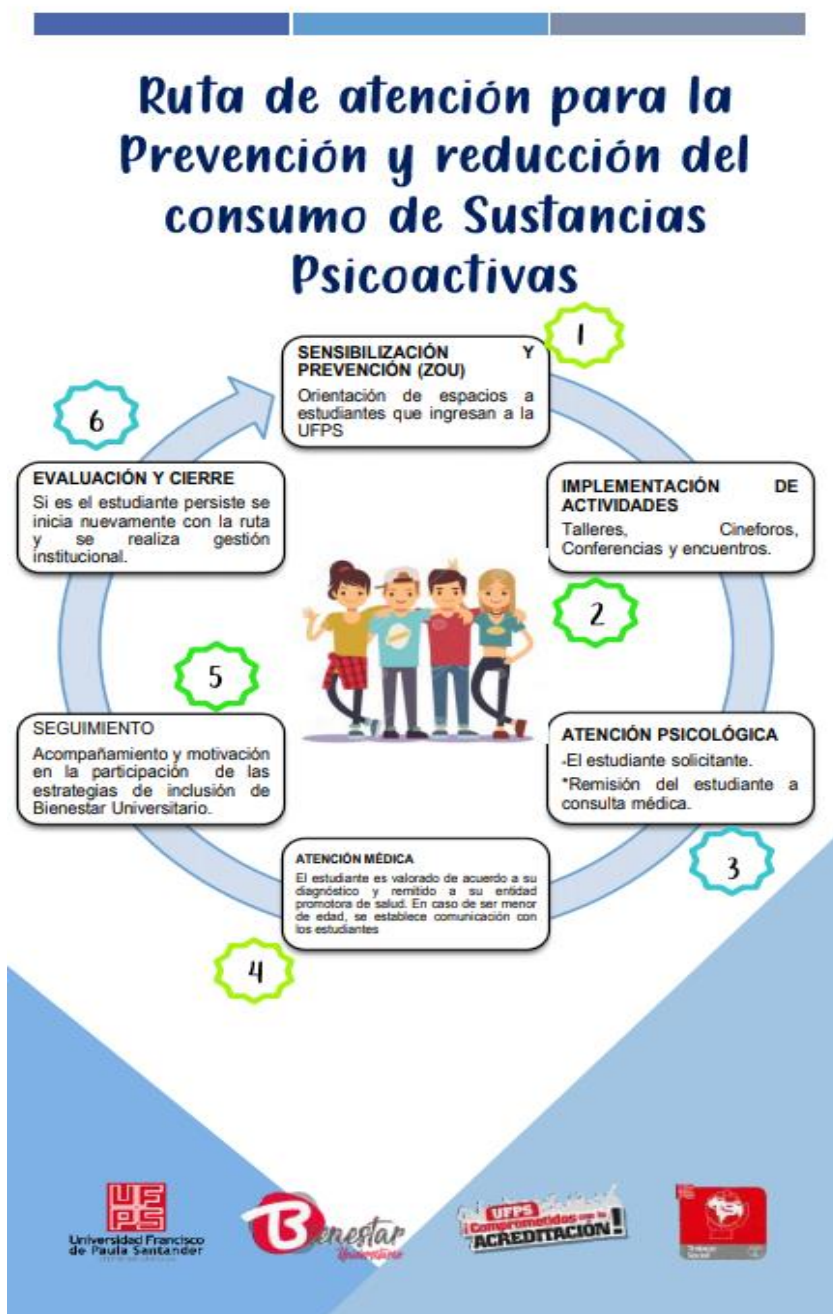 Ruta de atención para la
Prevención y reducción del
consumo de Sustancias
Psicoactivas
1
SENSIBILIZACIÓN Y
PREVENCIÓN (ZOU)
Orientación de espacios a
estudiantes que ingresan a la
UFPS
IMPLEMENTACIÓN DE
ACTIVIDADES
Talleres, Cineforos,
Conferencias y encuentros.
2
ATENCIÓN PSICOLÓGICA
-El estudiante solicitante.
*Remisión del estudiante a
consulta médica.
3
ATENCIÓN MÉDICA
El estudiante es valorado de acuerdo a su
diagnóstico y remitido a su entidad
promotora de salud. En caso de ser menor
de edad, se establece comunicación con
los estudiantes
4
5
SEGUIMIENTO
Acompañamiento y motivación
en la participación de las
estrategias de inclusión de
Bienestar Universitario.
6
EVALUACIÓN Y CIERRE
Si es el estudiante persiste se
inicia nuevamente con la ruta
y se realiza gestión
institucional.
UFPS
Universidad Francisco
de Paula Santander
Bienestar
Universitario
UFPS
¡Comprometidos con la
ACREDITACIÓN!
Trabajo
Social